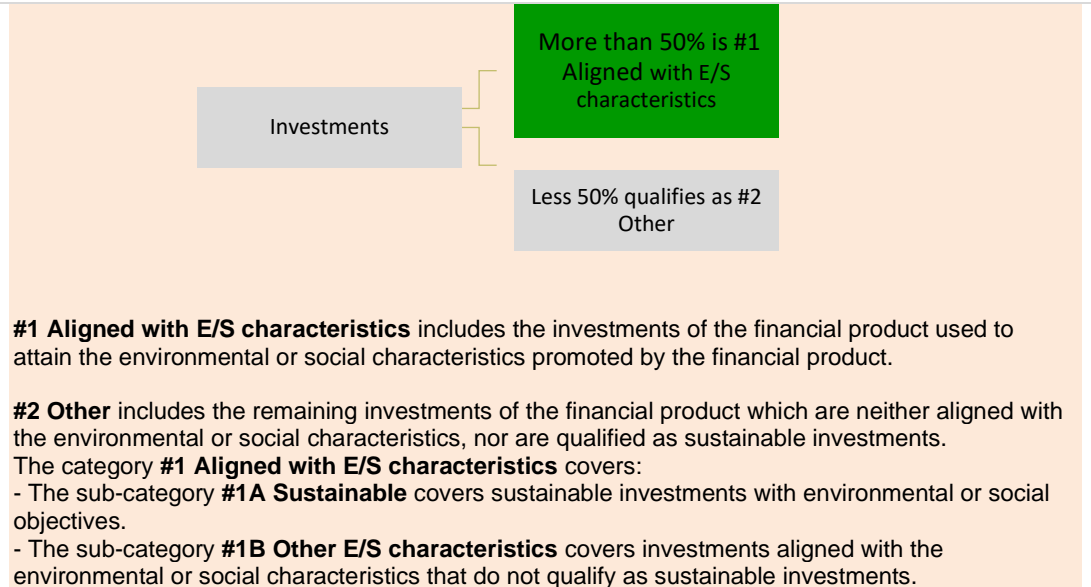 More than 50% is #1
Aligned with E/S
characteristics
Investments
Less 50% qualifies as #2
Other
#1 Aligned with E/S characteristics includes the investments of the financial product used to
attain the environmental or social characteristics promoted by the financial product.
#2 Other includes the remaining investments of the financial product which are neither aligned with
the environmental or social characteristics, nor are qualified as sustainable investments.
The category #1 Aligned with E/S characteristics covers:
- The sub-category #1A Sustainable covers sustainable investments with environmental or social
objectives.
- The sub-category #1B Other E/S characteristics covers investments aligned with the
environmental or social characteristics that do not qualify as sustainable investments.